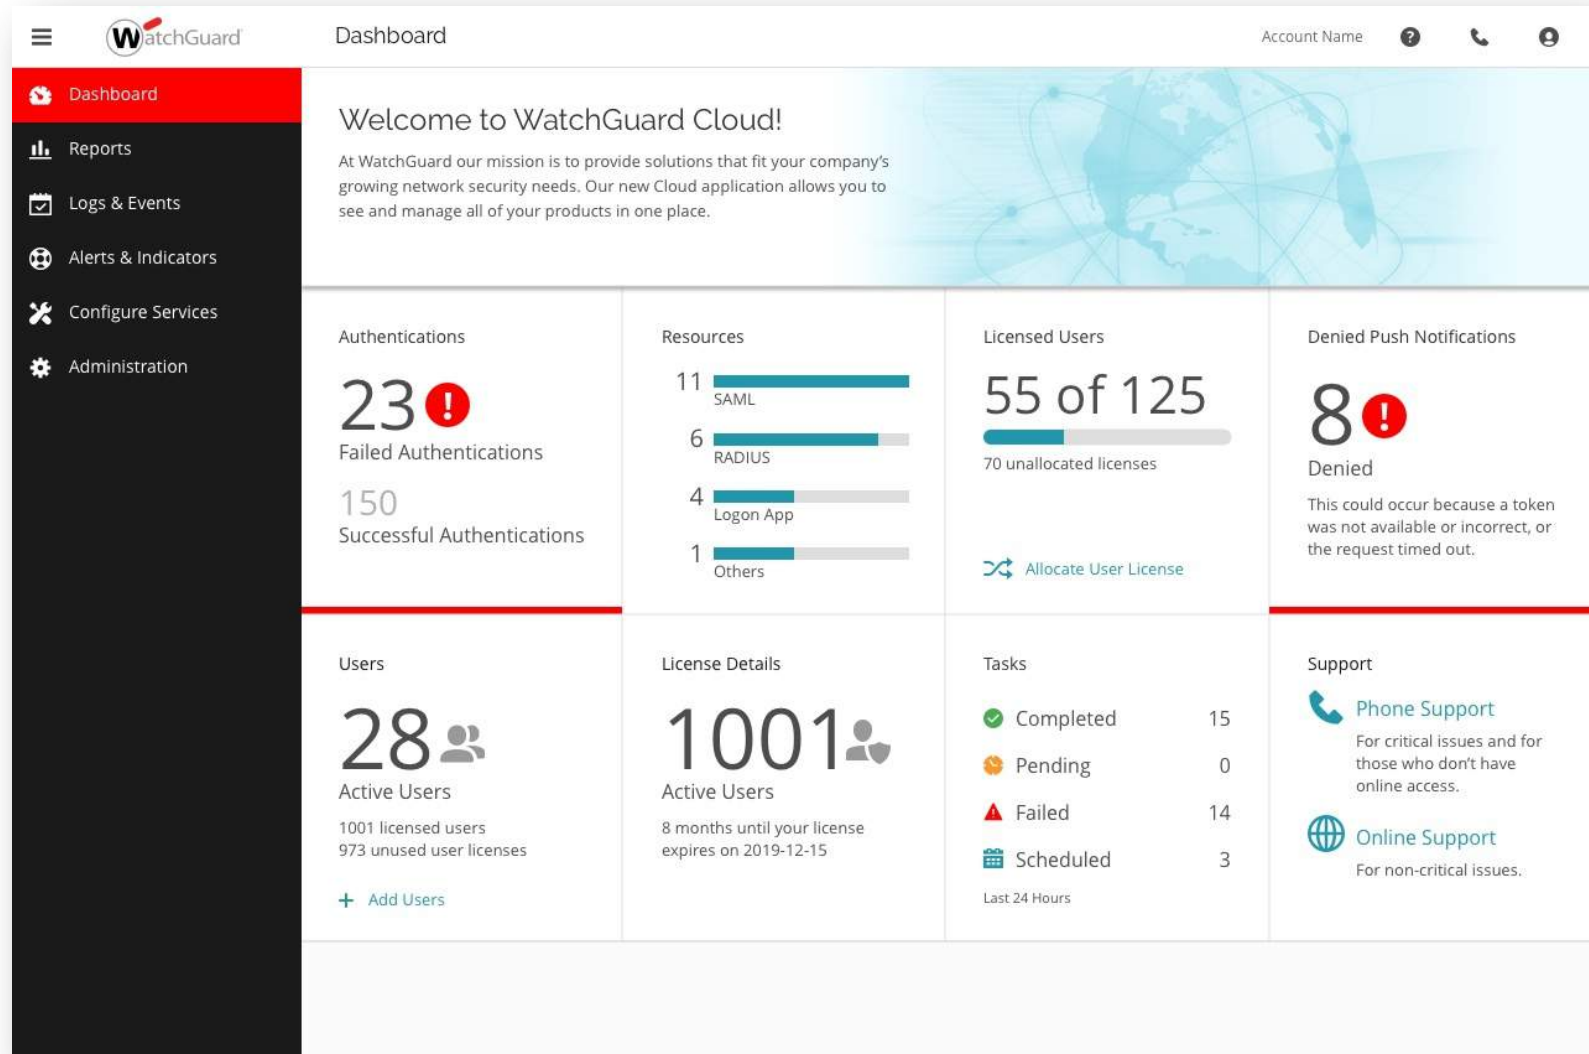 WatchGuard
Dashboard
Account Name
Dashboard
Reports
Logs & Events
Alerts & Indicators
Configure Services
Administration
Welcome to WatchGuard Cloud!
At WatchGuard our mission is to provide solutions that fit your company's
growing network security needs. Our new Cloud application allows you to
see and manage all of your products in one place.
Authentications
23
Failed Authentications
150
Successful Authentications
Resources
11
SAML
6
RADIUS
4
Logon App
1
Others
Licensed Users
55 of 125
70 unallocated licenses
Allocate User License
Denied Push Notifications
8
Denied
This could occur because a token
was not available or incorrect, or
the request timed out.
Users
28
Active Users
1001 licensed users
973 unused user licenses
+ Add Users
License Details
1001
Active Users
8 months until your license
expires on 2019-12-15
Tasks
Completed 15
Pending 0
Failed 14
Scheduled 3
Last 24 Hours
Support
Phone Support
For critical issues and for
those who don't have
online access.
Online Support
For non-critical issues.